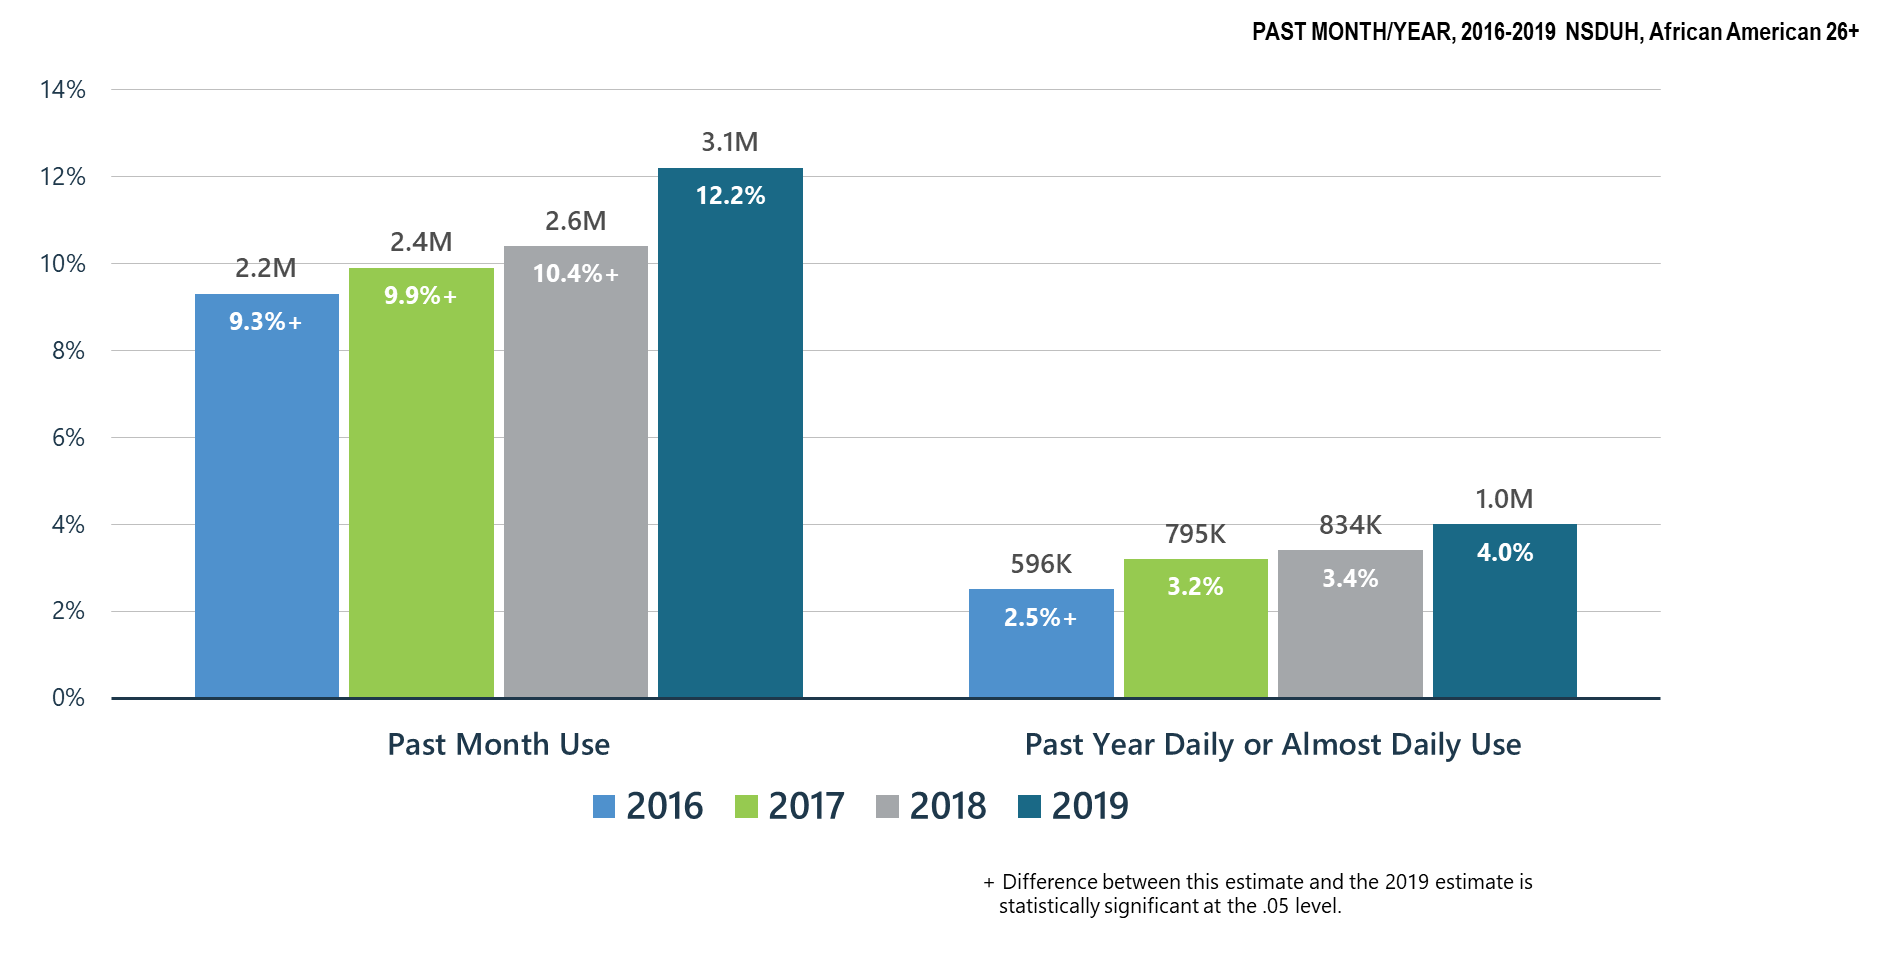 PAST MONTH/YEAR, 2016-2019 NSDUH, African American 26+
14%
12%
10%
8%
6%
4%
2%
0%
2.2M
9.3%+
2.4M
9.9%+
2.6M
10.4%+
3.1M
12.2%
596K
2.5%+
795K
3.2%
834K
3.4%
1.0M
4.0%
Past Month Use
Past Year Daily or Almost Daily Use
2016
2017
2018
2019
+ Difference between this estimate and the 2019 estimate is
statistically significant at the .05 level.